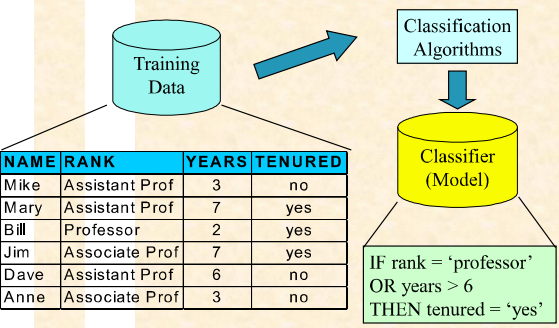 Training
Data
Classification
Algorithms
NAME RANK YEARS TENURED
Mike Assistant Prof 3 no
Mary Assistant Prof 7 yes
Bill Professor 2 yes
Jim Associate Prof 7 yes
Dave Assistant Prof 6 no
Anne Associate Prof 3 no
Classifier
(Model)
IF rank = ‘professor’
OR years > 6
THEN tenured = ‘yes’